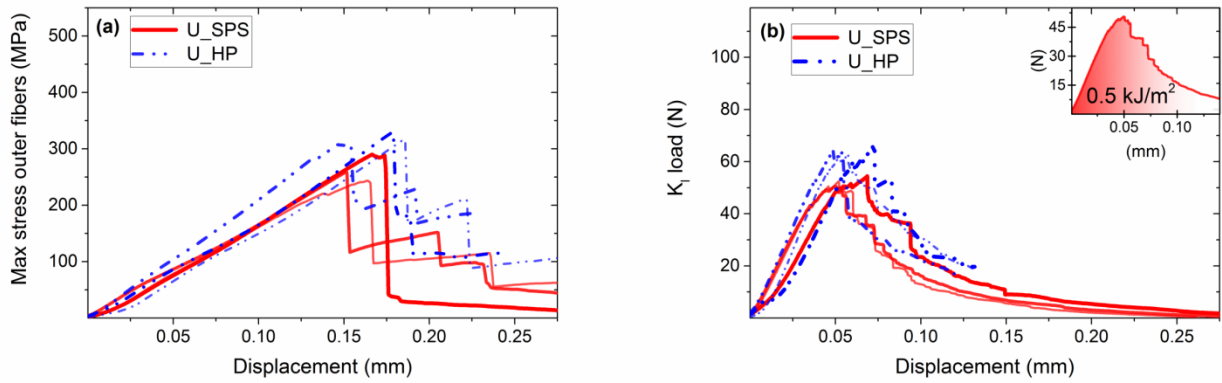 (a)
U_SPS
U_HP
Max stress outer fibers (MPa)
500
400
300
200
100
0.05
0.10
0.15
0.20
0.25
Displacement (mm)
(b)
U_SPS
U_HP
K_I load (N)
100
80
60
40
20
0.05
0.10
0.15
0.20
0.25
Displacement (mm)
(N)
45
30
15
0.5 kJ/m²
0.05
0.10
(mm)